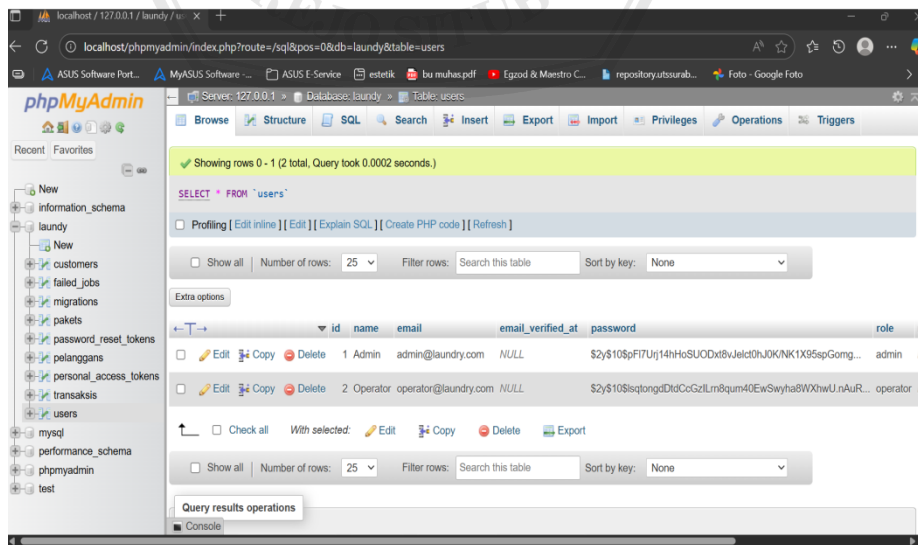 REJO SITUB
localhost / 127.0.0.1 / laundy / us
localhost/phpmyadmin/index.php?route=/sql&pos=0&db=laundy&table=users
ASUS Software Port... MyASUS Software -... ASUS E-Service estetik bu muhas.pdf Egzod & Maestro C... repository.utssurab... Foto - Google Foto
phpMyAdmin
Recent Favorites
New
information_schema
laundy
New
customers
failed_jobs
migrations
pakets
password_reset_tokens
pelanggans
personal_access_tokens
transaksis
users
mysql
performance_schema
phpmyadmin
test
Server: 127.0.0.1 » Database: laundy » Table: users
Browse Structure SQL Search Insert Export Import Privileges Operations Triggers
Showing rows 0 - 1 (2 total, Query took 0.0002 seconds.)
SELECT * FROM `users`
Profiling [ Edit inline ] [ Edit ] [ Explain SQL ] [ Create PHP code ] [ Refresh ]
Show all Number of rows: 25 Filter rows: Search this table Sort by key: None
Extra options
id name email email_verified_at password role
Edit Copy Delete 1 Admin admin@laundry.com NULL $2y$10$pFl7Urj14hHoSUODxt8vJelct0hJ0K/NK1X95spGomg... admin
Edit Copy Delete 2 Operator operator@laundry.com NULL $2y$10$lsqtongdDtdCcGzILrn8qum40EwSwyha8WXhwU.nAuR... operator
Check all With selected: Edit Copy Delete Export
Show all Number of rows: 25 Filter rows: Search this table Sort by key: None
Query results operations
Console